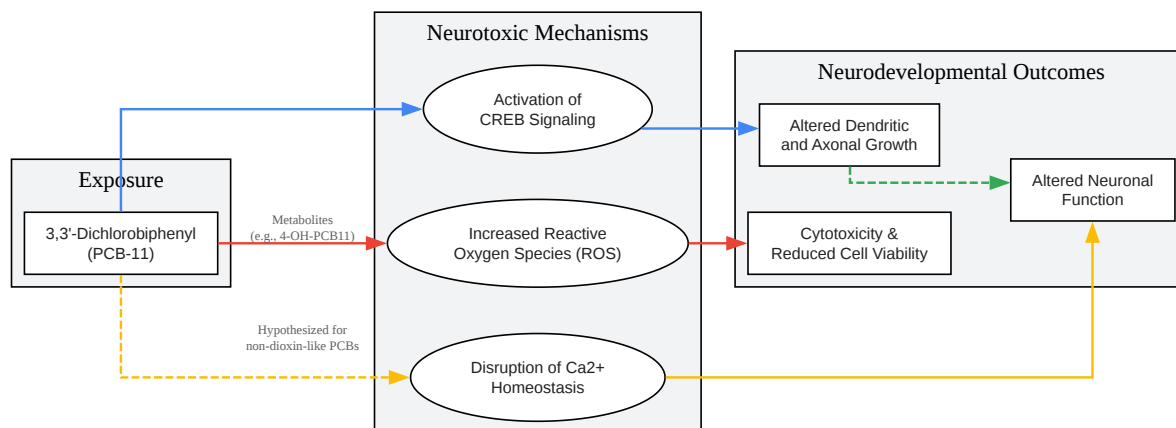 Neurotoxic Mechanisms
Activation of
CREB Signaling
Neurodevelopmental Outcomes
Altered Dendritic
and Axonal Growth
Exposure
Altered Neuronal
Function
3,3'-Dichlorobiphenyl
(PCB-11)
Metabolites
(e.g., 4-OH-PCB11)
Increased Reactive
Oxygen Species (ROS)
Cytotoxicity &
Reduced Cell Viability
Hypothesized for
non-dioxin-like PCBs
Disruption of Ca2+
Homeostasis